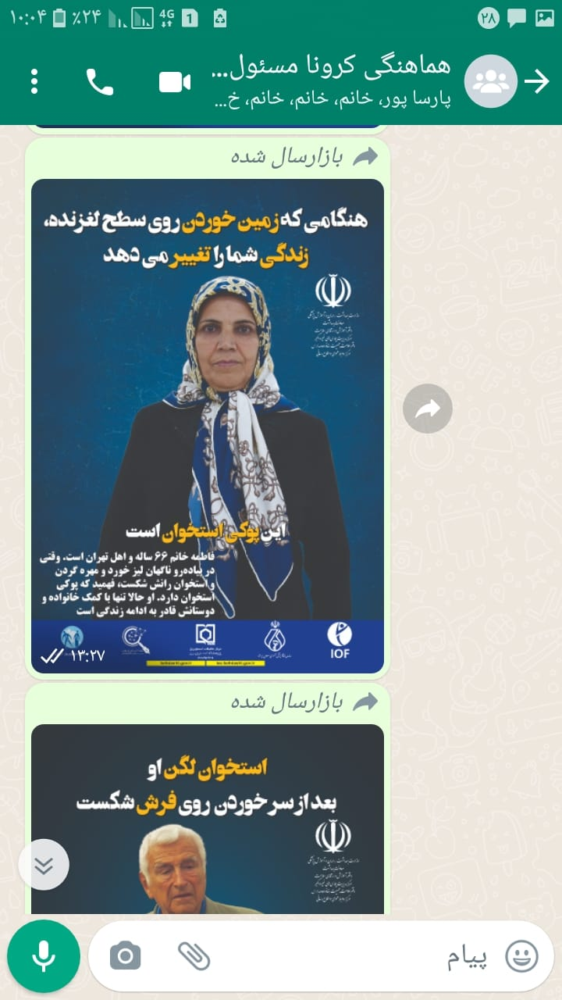 ۱۰:۰۴ ٪۲۴ 4G 1 ۲۸
هماهنگی کرونا مسئول...
پارسا پور، خانم، خانم، خانم، خ...
بازارسال شده
هنگامی که زمین خوردن روی سطح لغزنده،
زندگی شما را تغییر می دهد
این پوکی استخوان است
فاطمه خانم ۶۶ ساله و اهل تهران است. وقتی
در پیاده‌رو ناگهان لیز خورد و مهره گردن
و استخوان رانش شکست، فهمید که پوکی
استخوان دارد. او حالا تنها با کمک خانواده و
دوستانش قادر به ادامه زندگی است
IOF
۱۳:۲۷
بازارسال شده
استخوان لگن او
بعد از سر خوردن روی فرش شکست
پیام